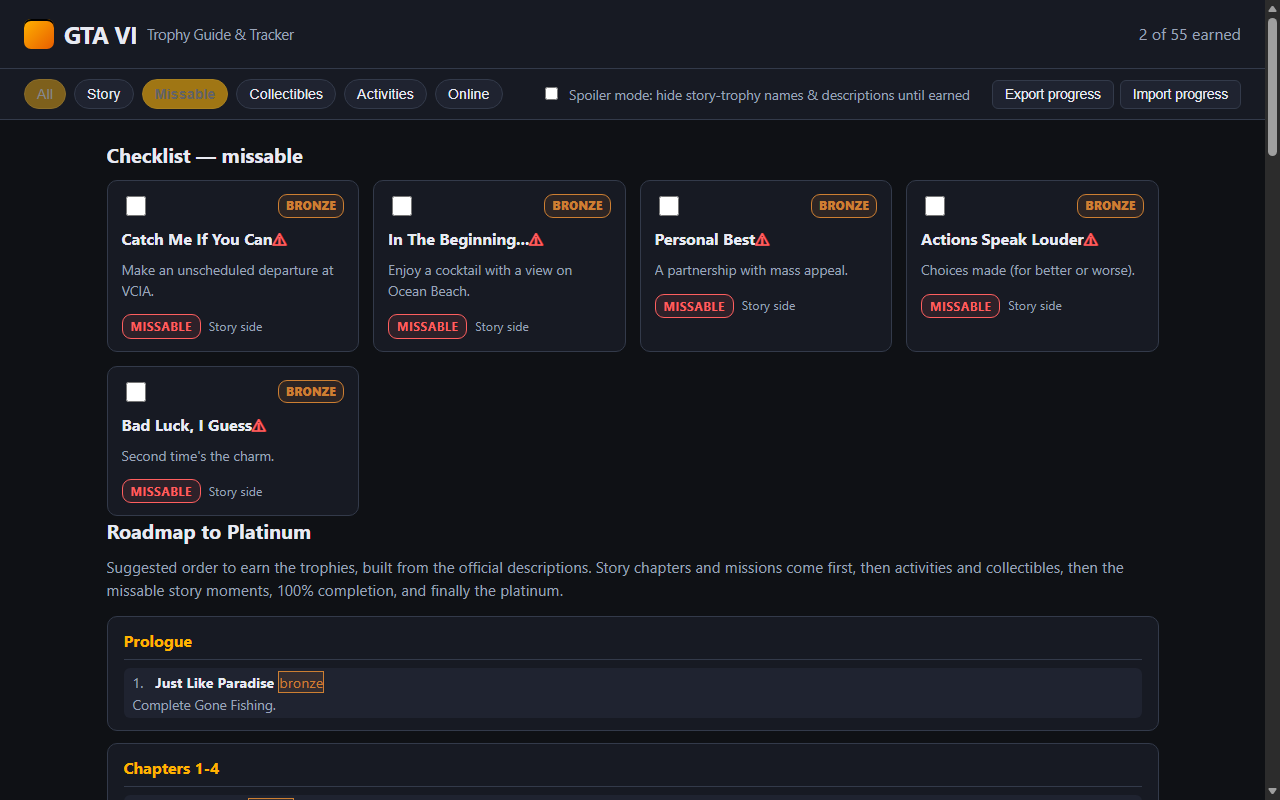 GTA VI Trophy Guide & Tracker 2 of 55 earned
All Story Missable Collectibles Activities Online Spoiler mode: hide story-trophy names & descriptions until earned Export progress Import progress
Checklist — missable
BRONZE
Catch Me If You Can⚠
Make an unscheduled departure at
VCIA.
MISSABLE Story side
BRONZE
In The Beginning...⚠
Enjoy a cocktail with a view on
Ocean Beach.
MISSABLE Story side
BRONZE
Personal Best⚠
A partnership with mass appeal.
MISSABLE Story side
BRONZE
Actions Speak Louder⚠
Choices made (for better or worse).
MISSABLE Story side
BRONZE
Bad Luck, I Guess⚠
Second time's the charm.
MISSABLE Story side
Roadmap to Platinum
Suggested order to earn the trophies, built from the official descriptions. Story chapters and missions come first, then activities and collectibles, then the
missable story moments, 100% completion, and finally the platinum.
Prologue
1. Just Like Paradise bronze
Complete Gone Fishing.
Chapters 1-4